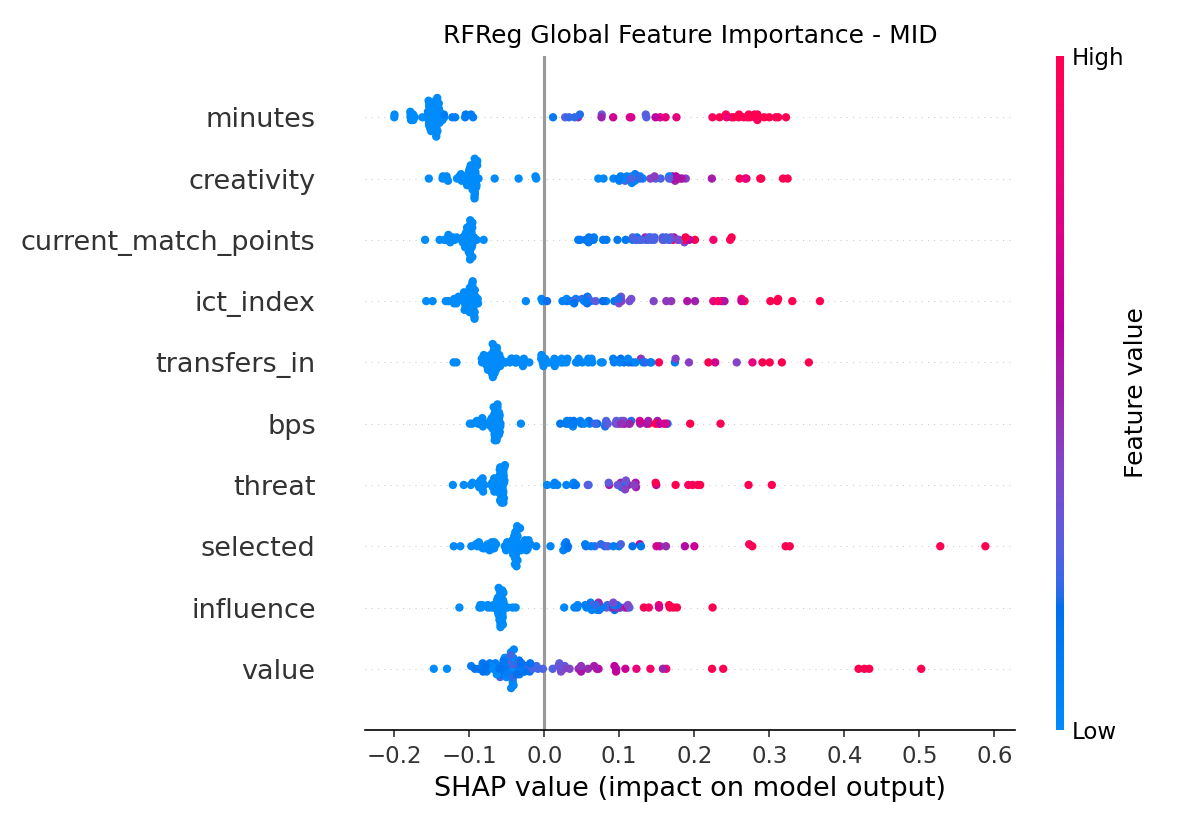 RFReg Global Feature Importance - MID
High
minutes
creativity
current_match_points
ict_index
transfers_in
bps
threat
selected
influence
value
Feature value
Low
−0.2 −0.1 0.0 0.1 0.2 0.3 0.4 0.5 0.6
SHAP value (impact on model output)